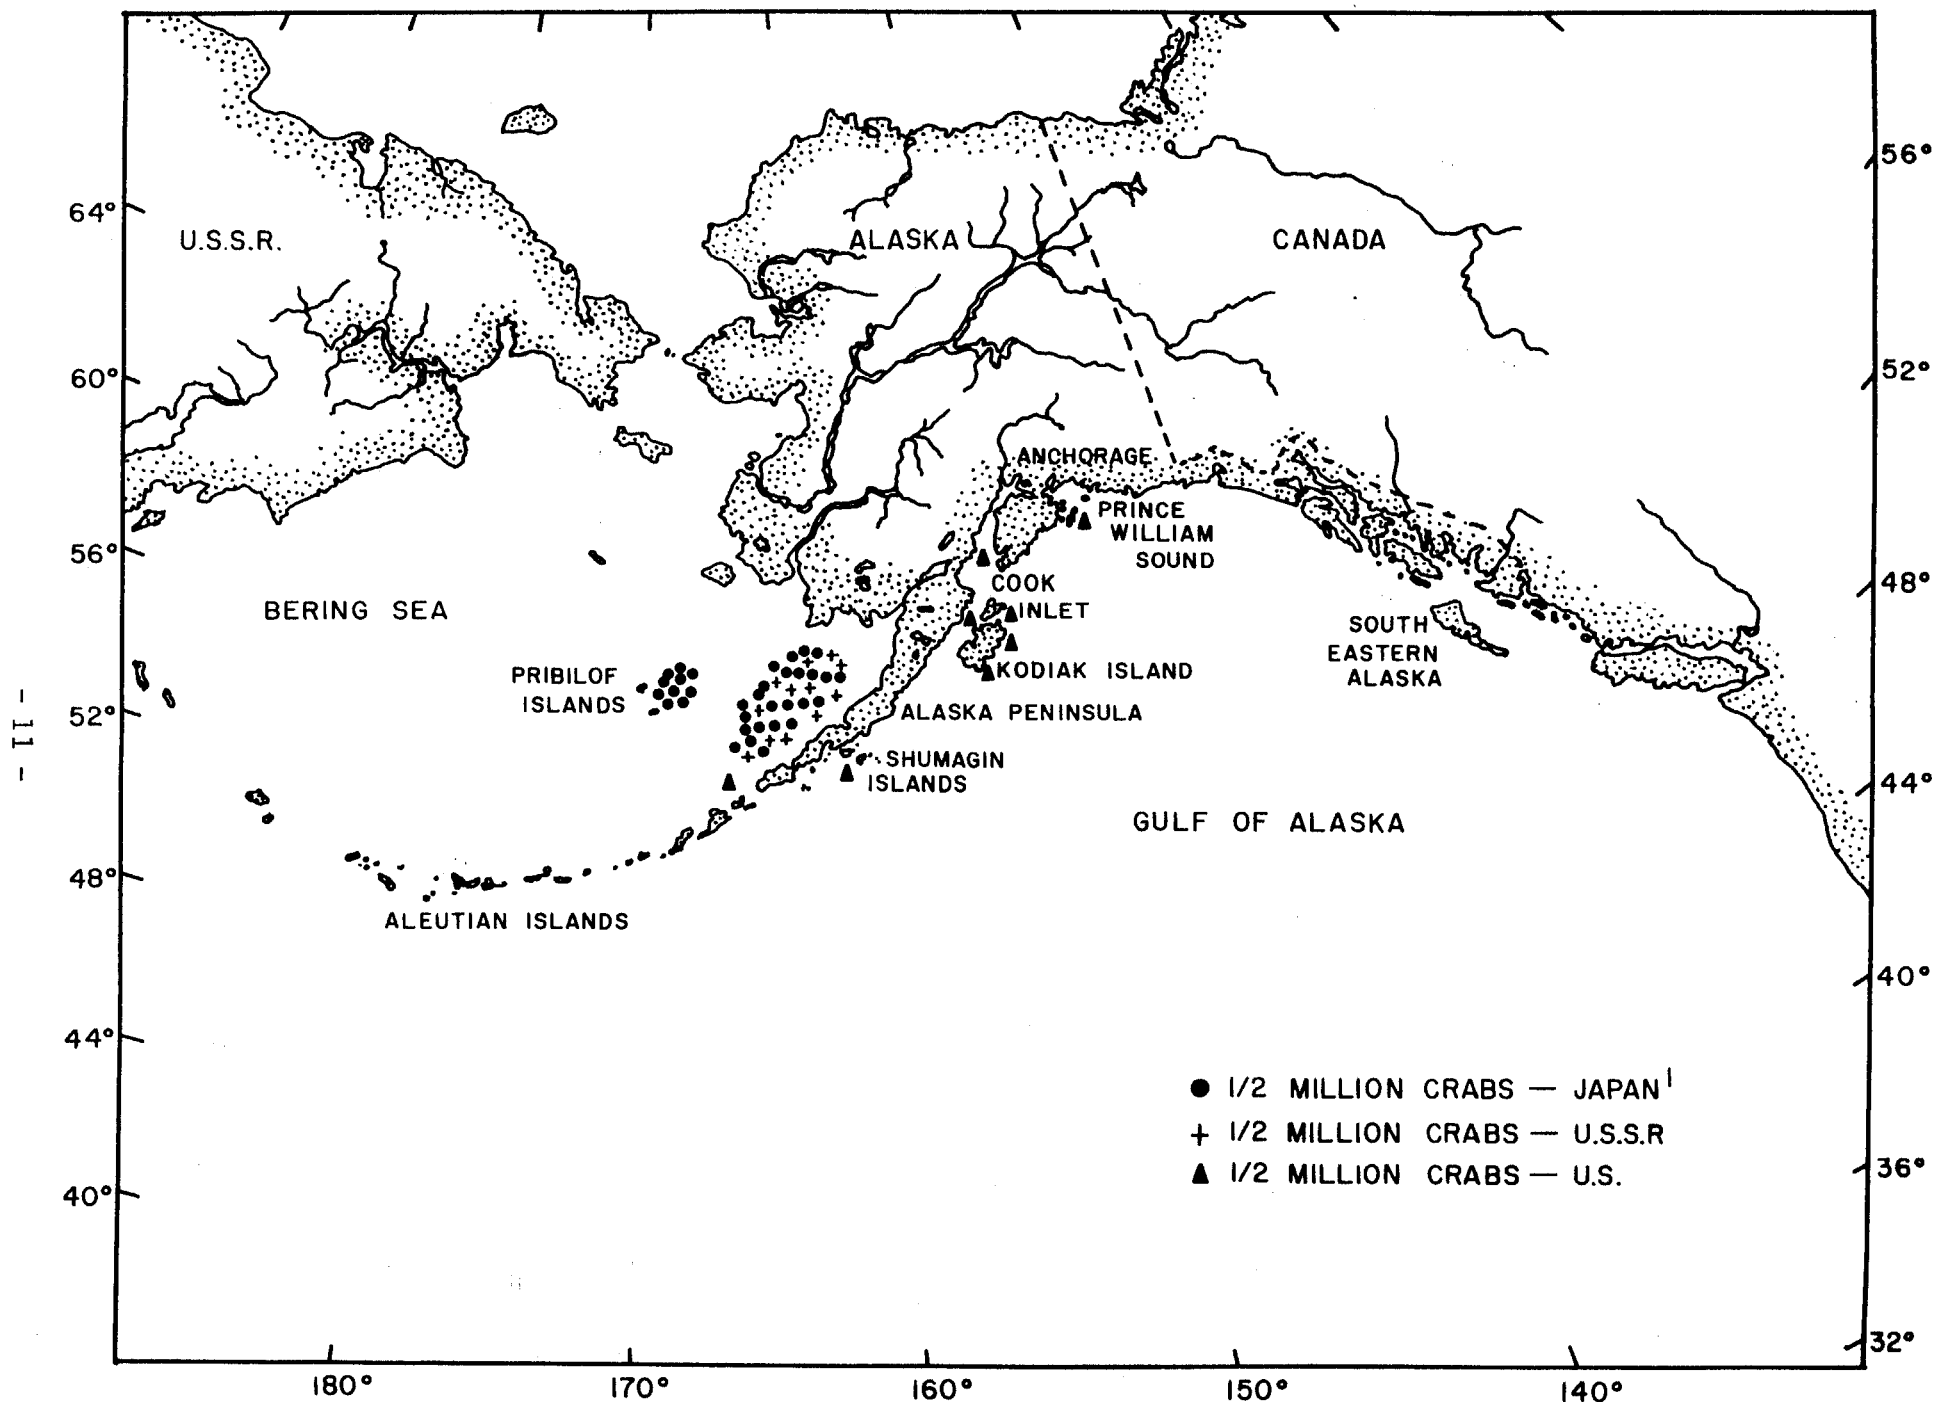 56°
64°
U.S.S.R.
ALASKA
CANADA
60°
52°
ANCHORAGE
PRINCE
WILLIAM
SOUND
56°
COOK
INLET
48°
BERING SEA
SOUTH
EASTERN
ALASKA
PRIBILOF
ISLANDS
KODIAK ISLAND
52°
ALASKA PENINSULA
SHUMAGIN
ISLANDS
44°
GULF OF ALASKA
48°
ALEUTIAN ISLANDS
40°
44°
1/2 MILLION CRABS — JAPAN¹
1/2 MILLION CRABS — U.S.S.R
1/2 MILLION CRABS — U.S.
36°
40°
32°
180°
170°
160°
150°
140°
- 11 -